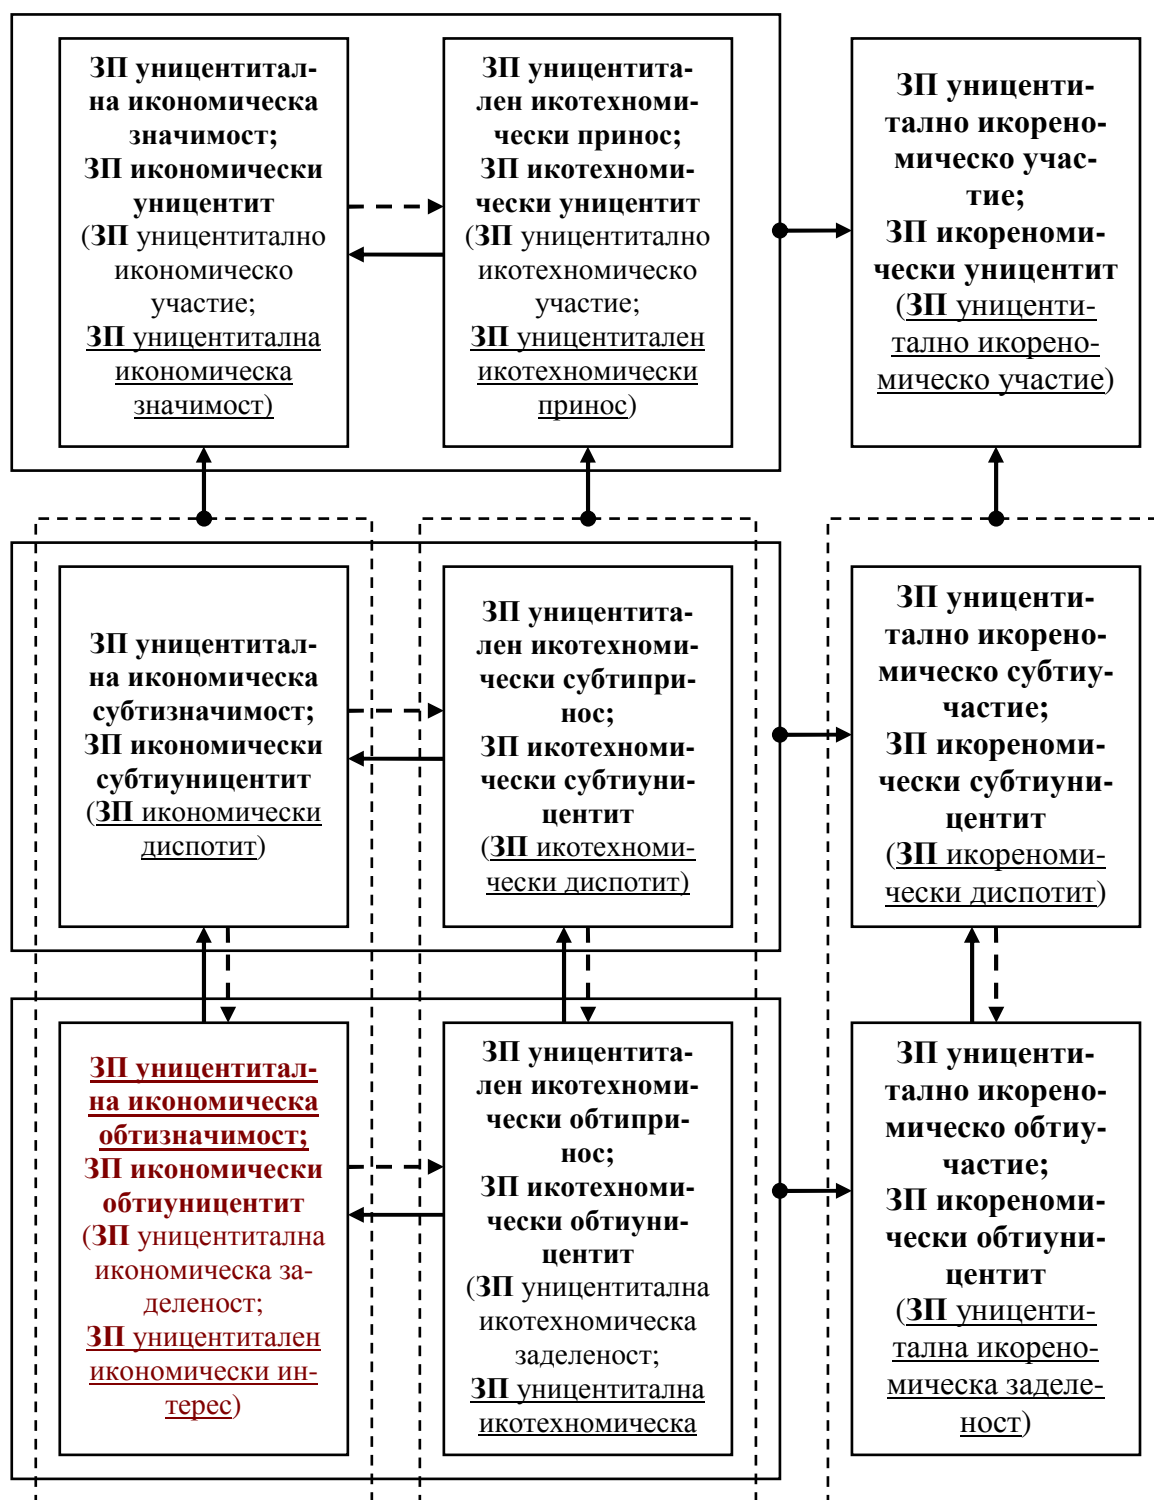 ЗП уницентитал-
на икономическа
значимост;
ЗП икономически
уницентит
(ЗП уницентитално
икономическо
участие;
ЗП уницентитална
икономическа
значимост)
ЗП уницентита-
лен икотехноми-
чески принос;
ЗП икотехноми-
чески уницентит
(ЗП уницентитално
икотехномическо
участие;
ЗП уницентитален
икотехномически
принос)
ЗП уницентит-
тално икорено-
мическо учас-
тие;
ЗП икореноми-
чески уницентит
(ЗП униценти-
тално икорено-
мическо участие)
ЗП уницентитал-
на икономическа
субтизначимост;
ЗП икономически
субтиуницентит
(ЗП икономически
диспотит)
ЗП уницентита-
лен икотехноми-
чески субтипри-
нос;
ЗП икотехноми-
чески субтиуни-
центит
(ЗП икотехноми-
чески диспотит)
ЗП униценти-
тално икорено-
мическо субтиу-
частие;
ЗП икореноми-
чески субтиуни-
центит
(ЗП икореноми-
чески диспотит)
ЗП уницентитал-
на икономическа
обтизначимост;
ЗП икономически
обтиуницентит
(ЗП уницентитална
икономическа за-
деленост;
ЗП уницентитален
икономически ин-
терес)
ЗП уницентита-
лен икотехноми-
чески обтипри-
нос;
ЗП икотехноми-
чески обтиуни-
центит
(ЗП уницентитална
икотехномическа
заделеност;
ЗП уницентитална
икотехномическа
ЗП униценти-
тално икорено-
мическо обтиу-
частие;
ЗП икореноми-
чески обтиуни-
центит
(ЗП униценти-
тална икорено-
мическа заделе-
ност)